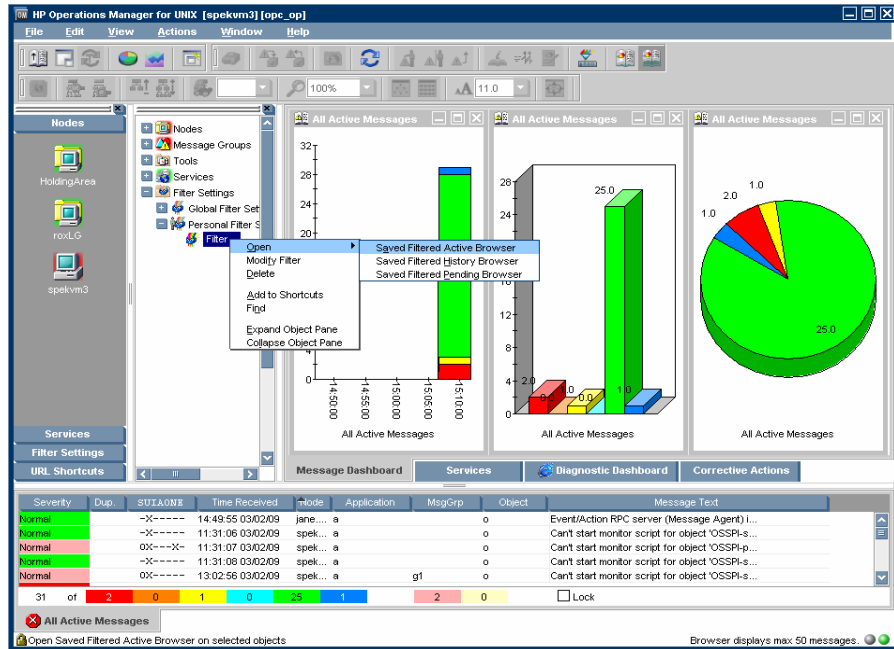 HP Operations Manager for UNIX [spekvm3] [opc_op]
File Edit View Actions Window Help
100%
11.0
Nodes
HoldingArea
roxLG
spekvm3
Services
Filter Settings
URL Shortcuts
Nodes
Message Groups
Tools
Services
Filter Settings
Global Filter Set
Personal Filter S
Filter
Open
Modify Filter
Delete
Add to Shortcuts
Find
Expand Object Pane
Collapse Object Pane
Saved Filtered Active Browser
Saved Filtered History Browser
Saved Filtered Pending Browser
All Active Messages
32
28
24
20
4
0
14:50:00
14:55:00
15:00:00
15:05:00
15:10:00
All Active Messages
All Active Messages
28
24
12
8
4
0
25.0
2.0
0.0
1.0
0.0
1.0
All Active Messages
All Active Messages
1.0
2.0
1.0
25.0
All Active Messages
Message Dashboard Services Diagnostic Dashboard Corrective Actions
Severity Dup. SUIAONE Time Received Node Application MsgGrp Object Message Text
Normal -X----- 14:49:55 03/02/09 jane.... a o Event/Action RPC server (Message Agent) i...
Normal -X----- 11:31:06 03/02/09 spek... a o Can't start monitor script for object 'OSSPI-s...
Normal OX---X- 11:31:07 03/02/09 spek... a o Can't start monitor script for object 'OSSPI-p...
Normal -X----- 11:31:08 03/02/09 spek... a o Can't start monitor script for object 'OSSPI-s...
Normal OX----- 13:02:56 03/02/09 spek... a g1 o Can't start monitor script for object 'OSSPI-s...
31 of 2 0 1 0 25 1 2 0 Lock
All Active Messages
Open Saved Filtered Active Browser on selected objects
Browser displays max 50 messages.